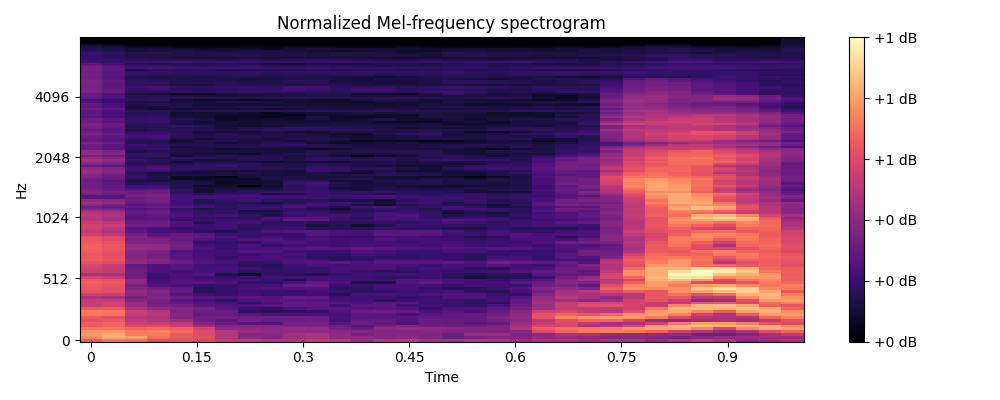 Normalized Mel-frequency spectrogram
Hz
4096
2048
1024
512
0
0 0.15 0.3 0.45 0.6 0.75 0.9
Time
+1 dB
+1 dB
+1 dB
+0 dB
+0 dB
+0 dB